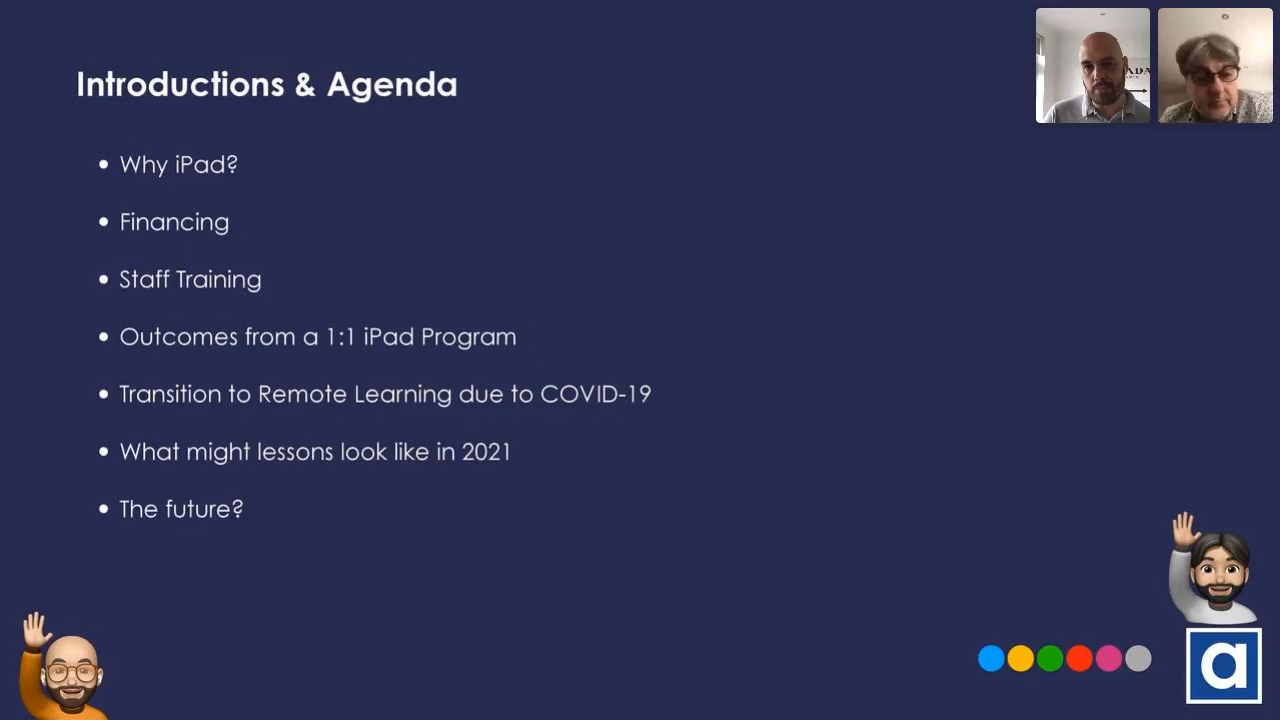 Introductions & Agenda
Why iPad?
Financing
Staff Training
Outcomes from a 1:1 iPad Program
Transition to Remote Learning due to COVID-19
What might lessons look like in 2021
The future?
a